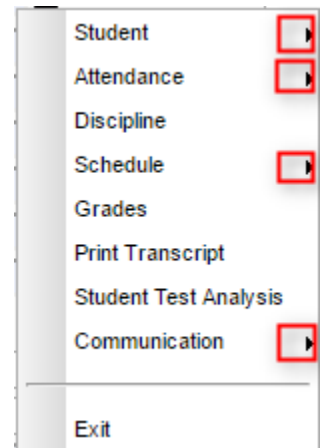 Student
Attendance
Discipline
Schedule
Grades
Print Transcript
Student Test Analysis
Communication
Exit